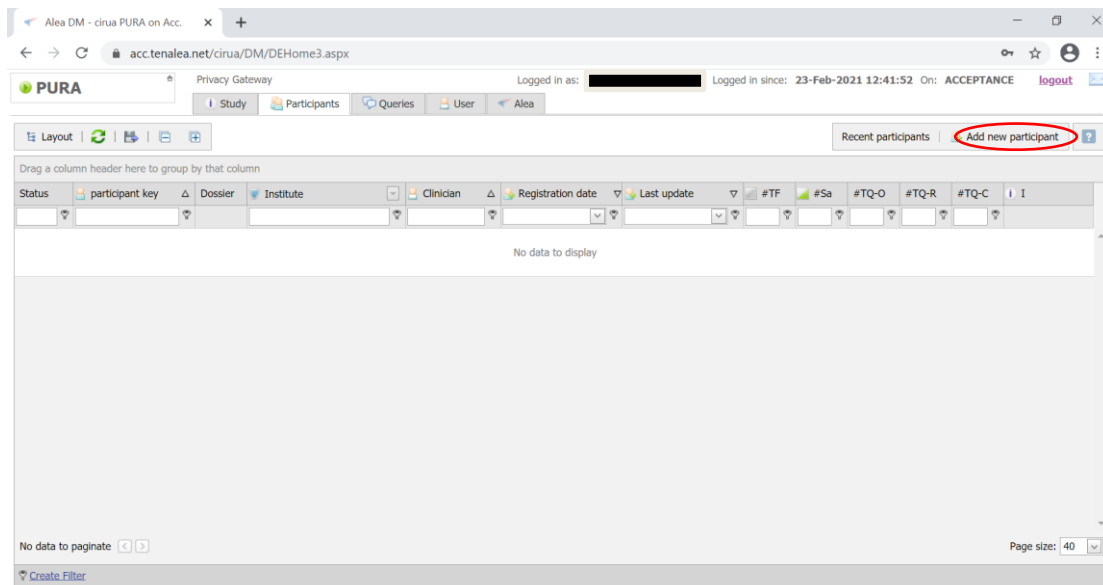 Alea DM - cirua PURA on Acc.
acc.tenalea.net/cirua/DM/DEHome3.aspx
PURA Privacy Gateway Logged in as: Logged in since: 23-Feb-2021 12:41:52 On: ACCEPTANCE logout
i Study Participants Queries User Alea
Layout Recent participants Add new participant ?
Drag a column header here to group by that column
Status participant key Dossier Institute Clinician Registration date Last update #TF #Sa #TQ-O #TQ-R #TQ-C i I
No data to display
No data to paginate Page size: 40
Create Filter